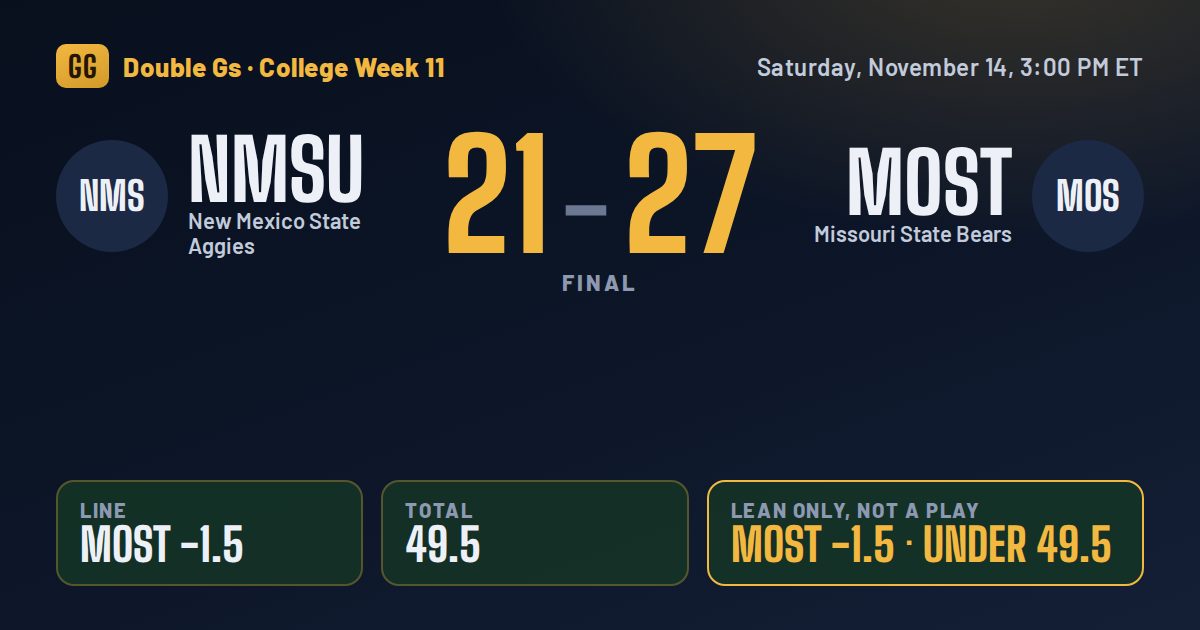 GG
Double Gs · College Week 11
Saturday, November 14, 3:00 PM ET
NMS
NMSU
New Mexico State
Aggies
21 – 27
FINAL
MOST
Missouri State Bears
MOS
LINE
MOST −1.5
TOTAL
49.5
LEAN ONLY, NOT A PLAY
MOST −1.5 · UNDER 49.5